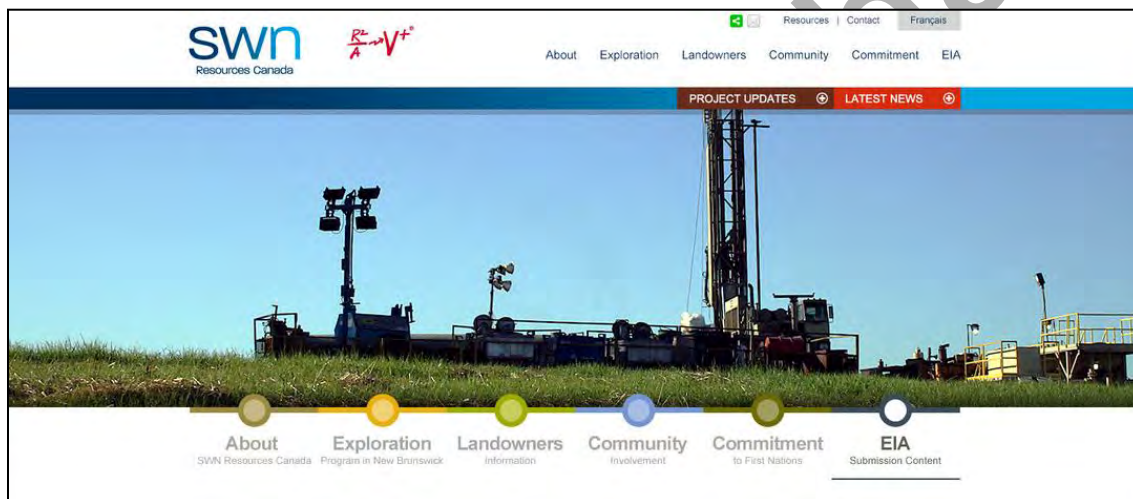 Resources | Contact Français
swn
Resources Canada
R²/A → V+
About Exploration Landowners Community Commitment EIA
PROJECT UPDATES LATEST NEWS
About Exploration Landowners Community Commitment EIA
SWN Resources Canada Program in New Brunswick Information Involvement to First Nations Submission Content